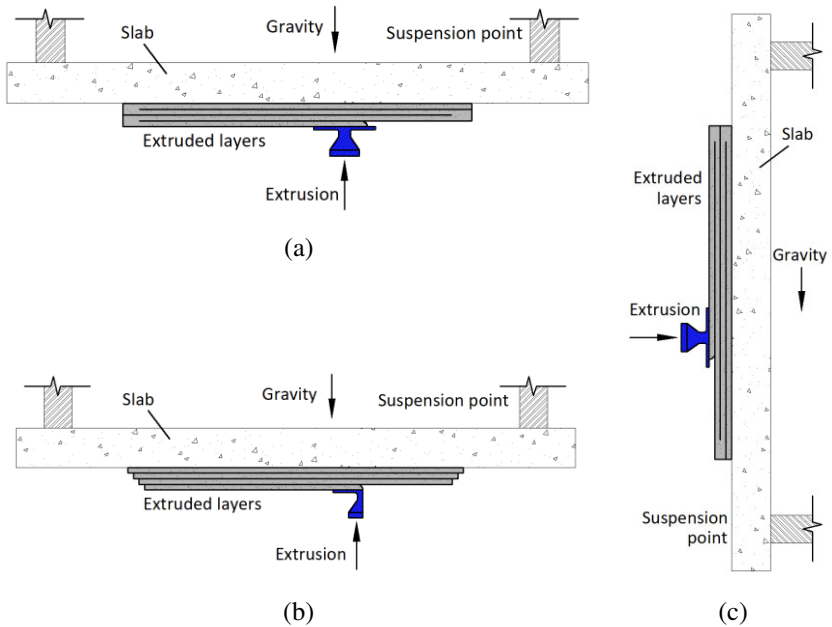 Gravity
Suspension point
Slab
Extruded layers
Extrusion
(a)
Gravity
Suspension point
Slab
Extruded layers
Extrusion
(b)
Slab
Extruded
layers
Gravity
Extrusion
Suspension
point
(c)